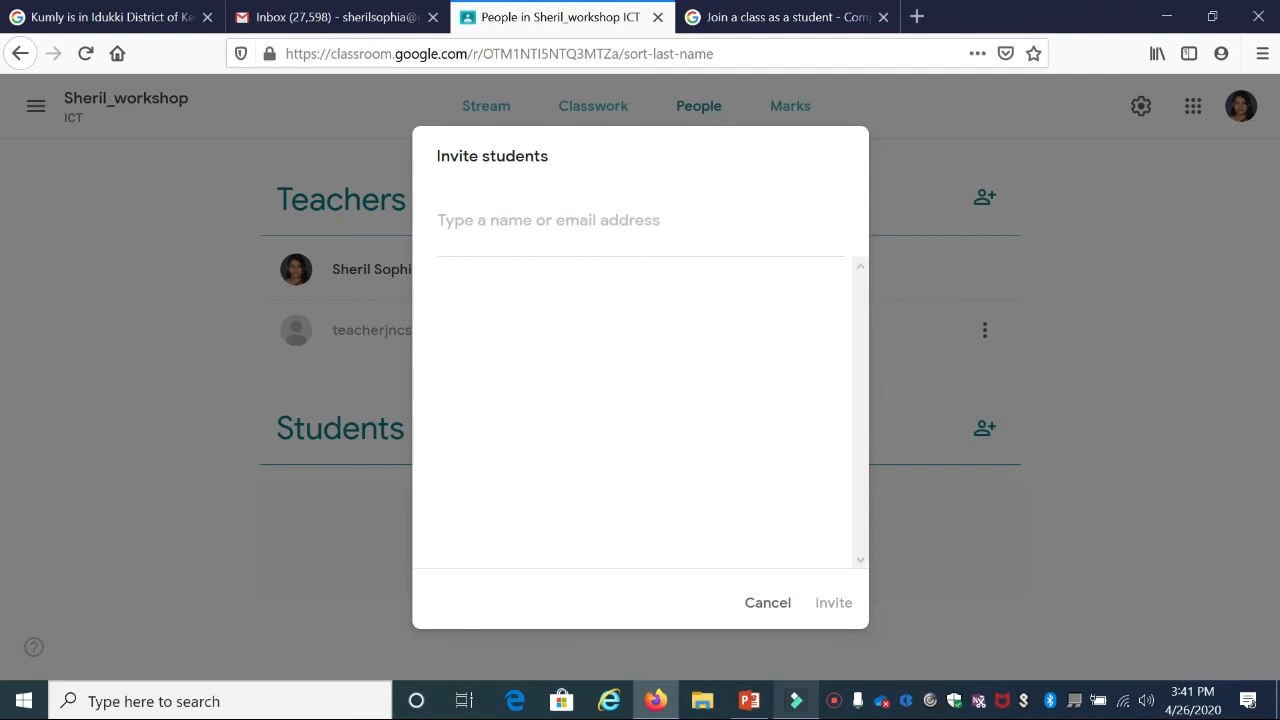 Kumly is in Idukki District of Ke
Inbox (27,598) - sherilsophia@g
People in Sheril_workshop ICT
Join a class as a student - Com
https://classroom.google.com/r/OTM1NTI5NTQ3MTZa/sort-last-name
Sheril_workshop
ICT
Stream
Classwork
People
Marks
Invite students
Type a name or email address
Teachers
Sheril Sophi
teacherjncs
Students
Cancel
Invite
Type here to search
3:41 PM
4/26/2020